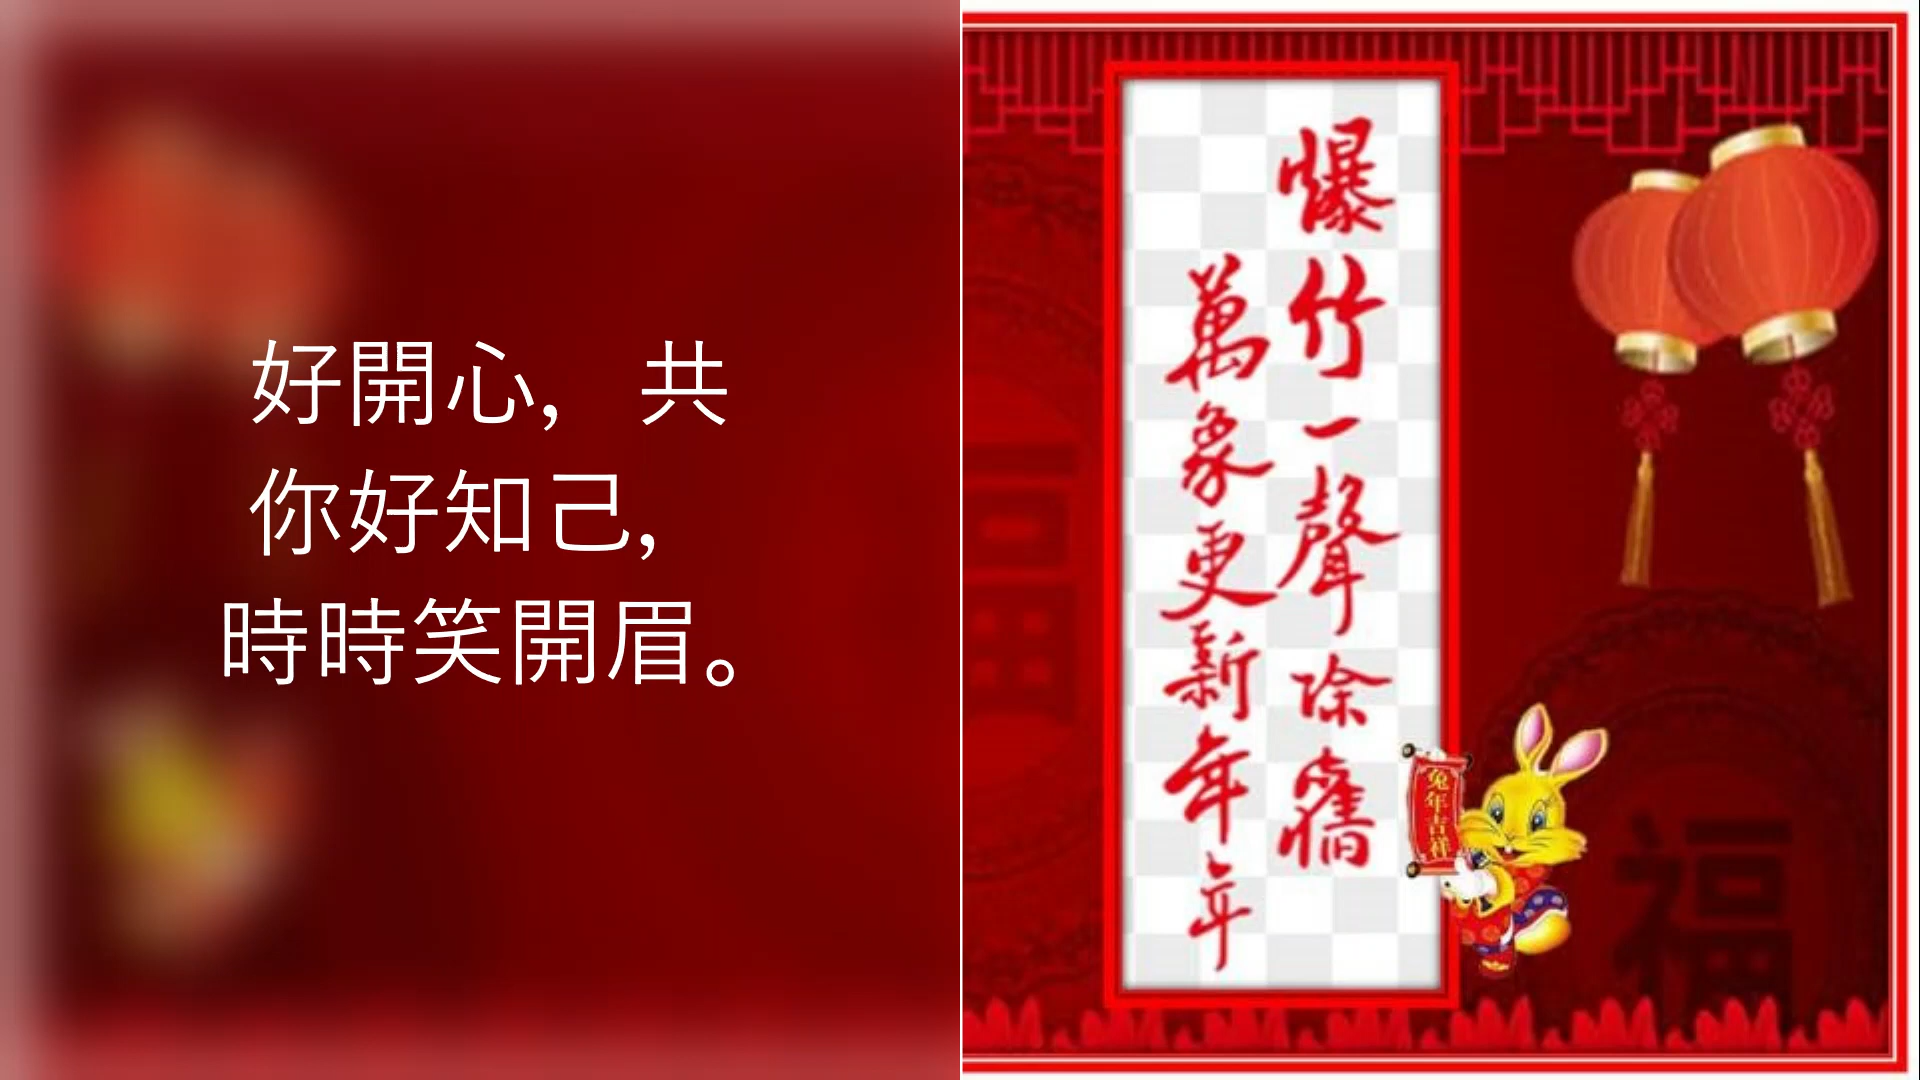 好開心，共
你好知己，
時時笑開眉。
爆竹一聲除舊
萬象更新年年
兔年吉祥
福
福